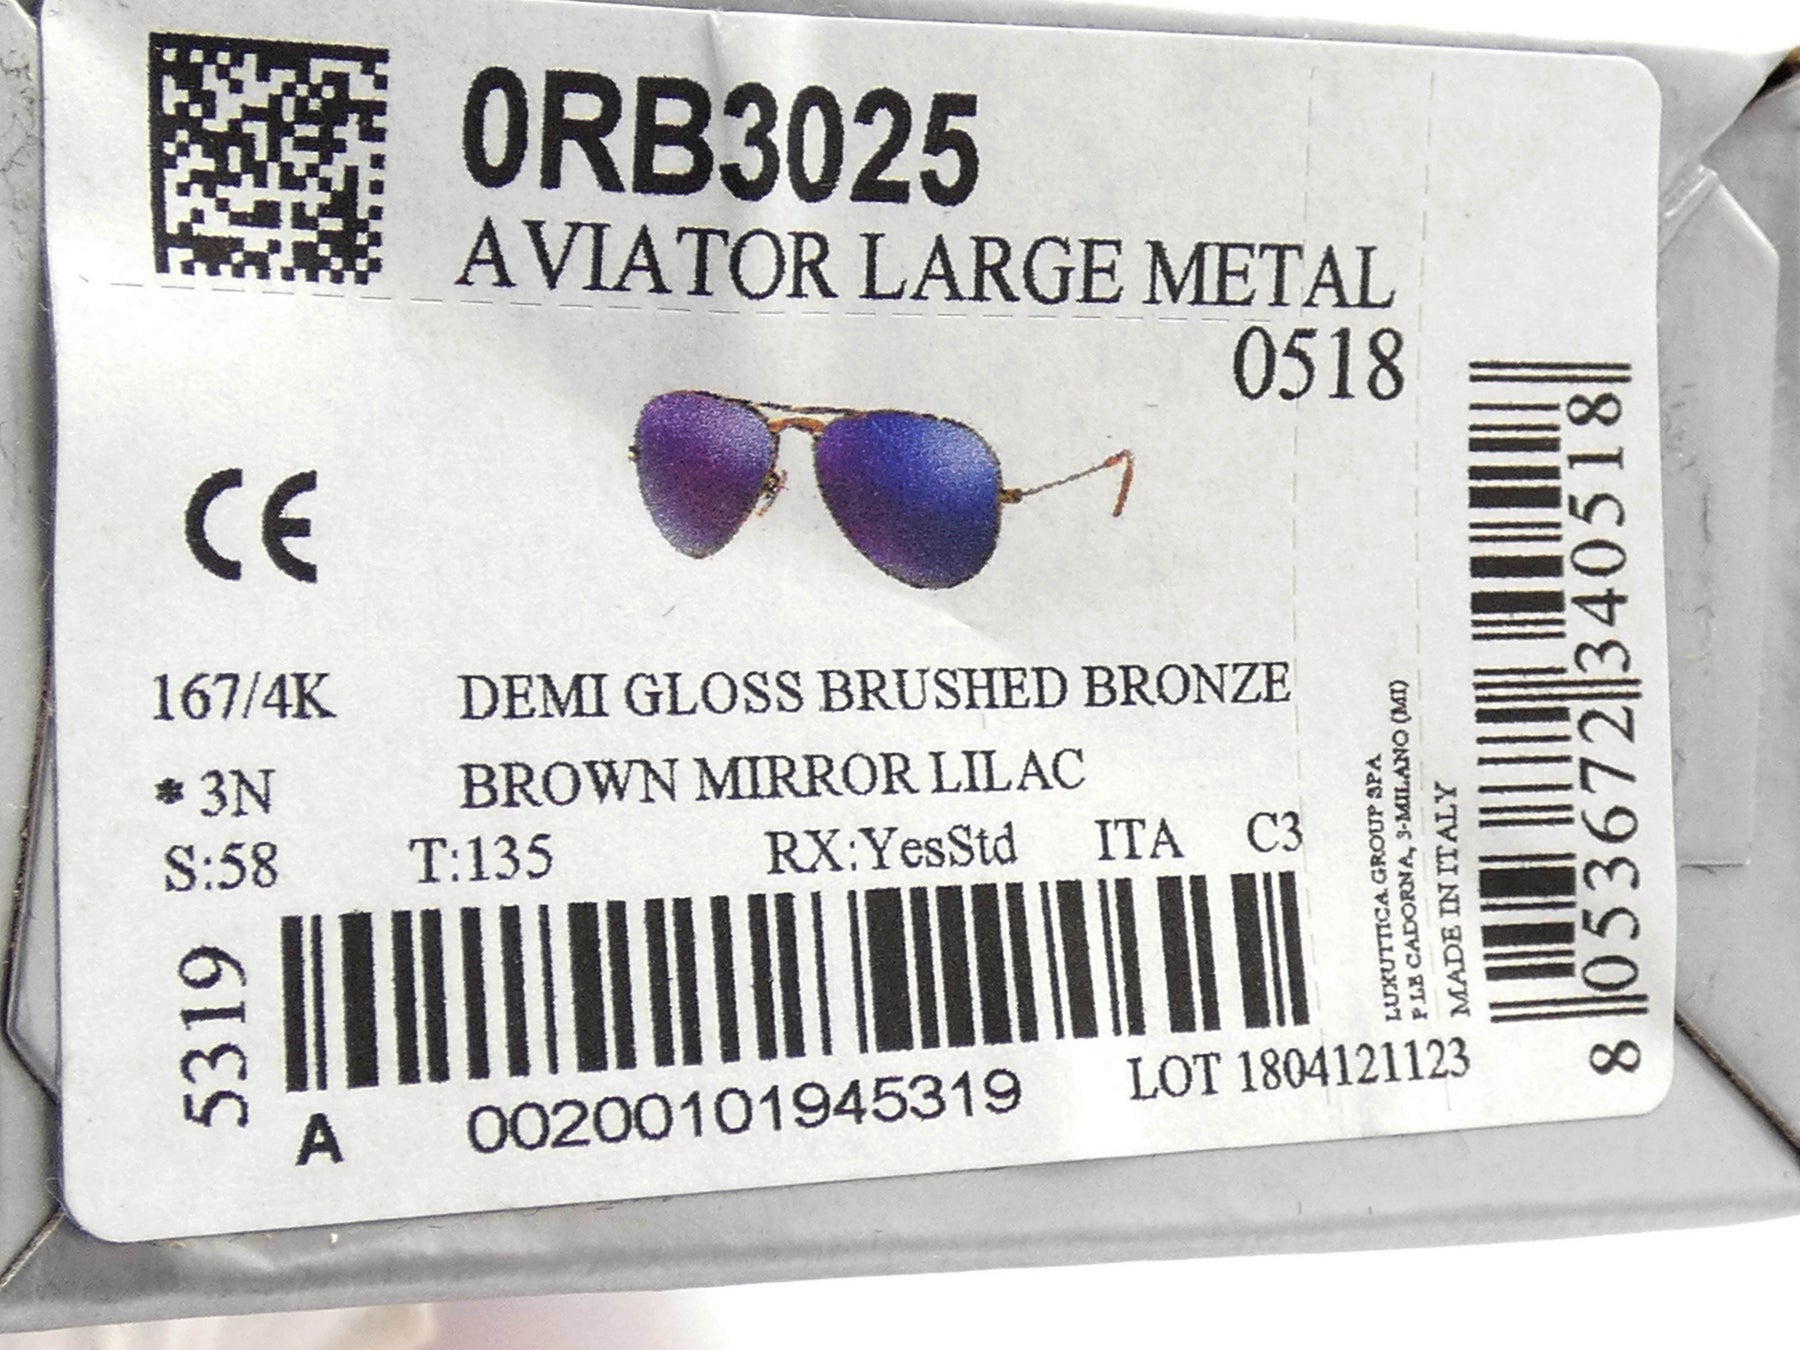 0RB3025
AVIATOR LARGE METAL
0518
CE
167/4K DEMI GLOSS BRUSHED BRONZE
* 3N BROWN MIRROR LILAC
S:58 T:135 RX:YesStd ITA C3
5319
A 00200101945319
LOT 1804121123
LUXUTTICA GROUP SPA
P LE CADORNA, 3-MILANO (MI)
MADE IN ITALY
8 053672 340518